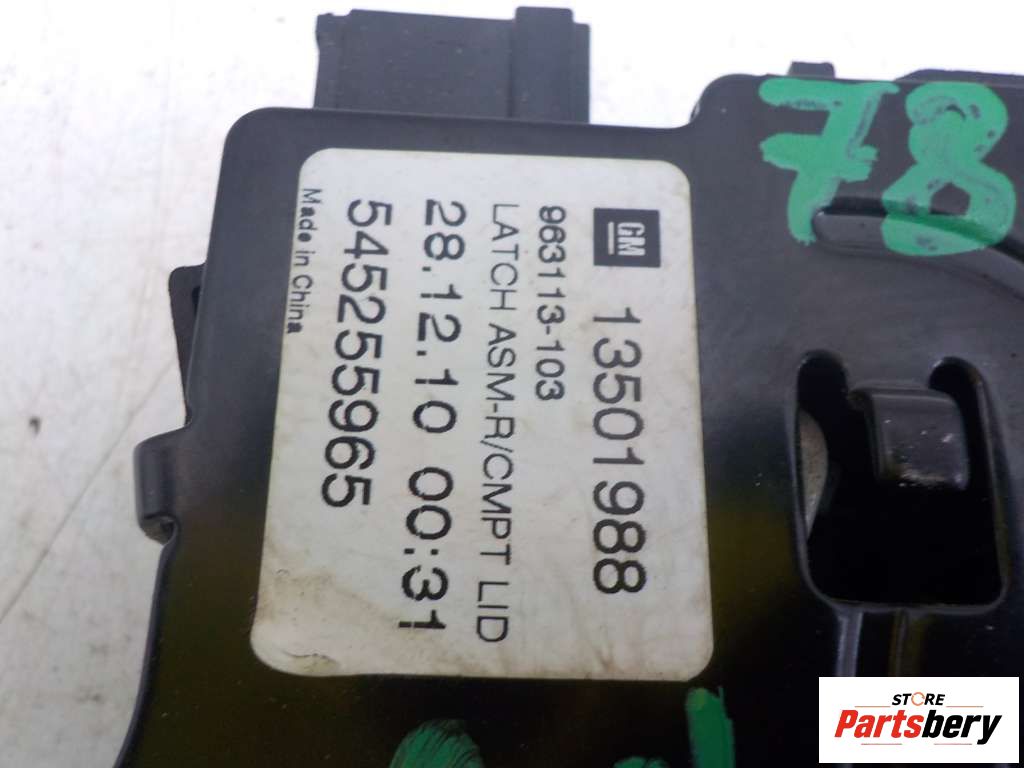 GM 13501988
963113-103
LATCH ASM-R/CMPT LID
28.12.10 00:31
545255965
Made in China
78
STORE
Partsbery